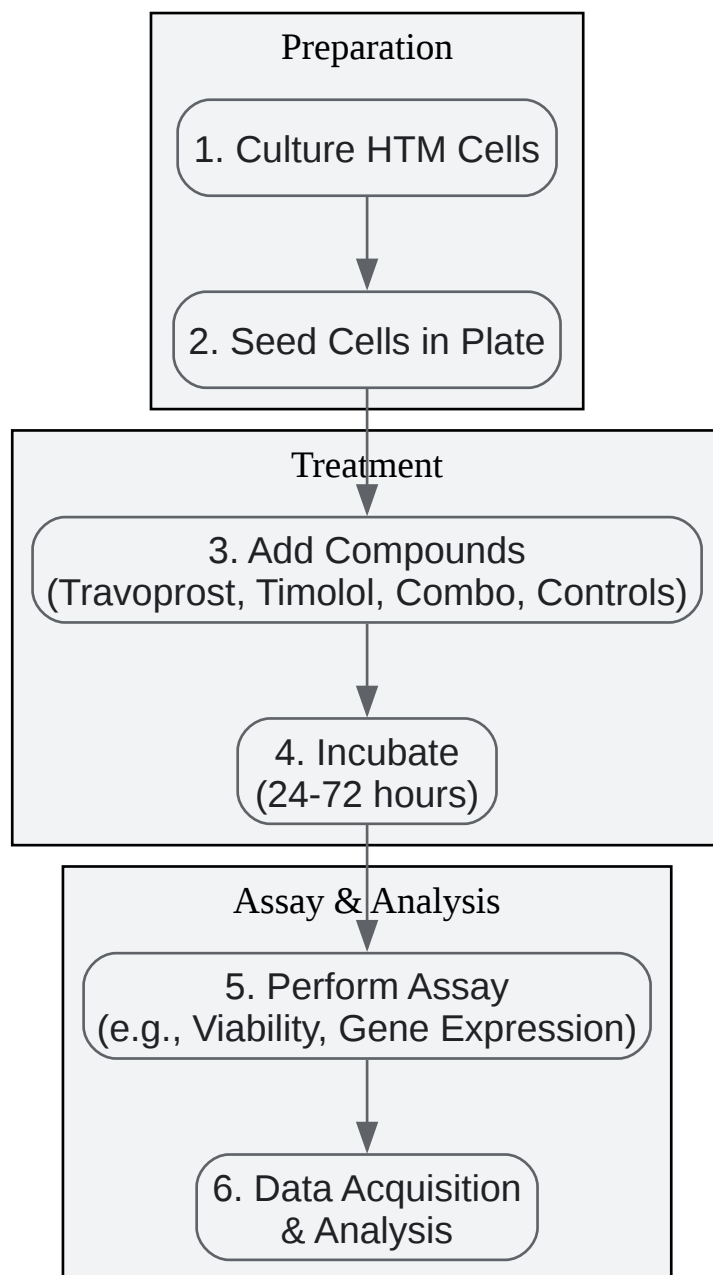 Preparation
1. Culture HTM Cells
2. Seed Cells in Plate
Treatment
3. Add Compounds
(Travoprost, Timolol, Combo, Controls)
4. Incubate
(24-72 hours)
Assay & Analysis
5. Perform Assay
(e.g., Viability, Gene Expression)
6. Data Acquisition
& Analysis